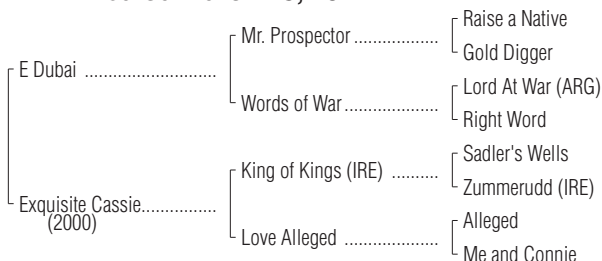 Raise a Native
Mr. Prospector ..................
Gold Digger
E Dubai ............................
Lord At War (ARG)
Words of War....................
Right Word
Sadler's Wells
King of Kings (IRE) ..........
Zummerudd (IRE)
Exquisite Cassie................
(2000)
Alleged
Love Alleged ....................
Me and Connie